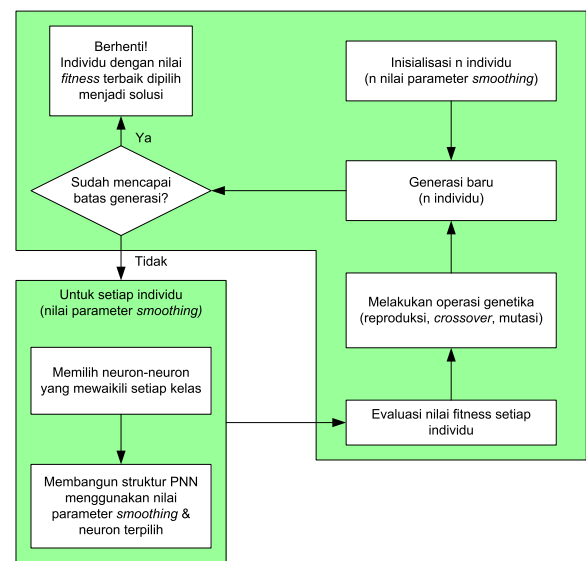 Berhenti!
Individu dengan nilai
fitness terbaik dipilih
menjadi solusi
Inisialisasi n individu
(n nilai parameter smoothing)
Ya
Sudah mencapai
batas generasi?
Generasi baru
(n individu)
Tidak
Untuk setiap individu
(nilai parameter smoothing)
Melakukan operasi genetika
(reproduksi, crossover, mutasi)
Memilih neuron-neuron
yang mewaikili setiap kelas
Evaluasi nilai fitness setiap
individu
Membangun struktur PNN
menggunakan nilai
parameter smoothing &
neuron terpilih